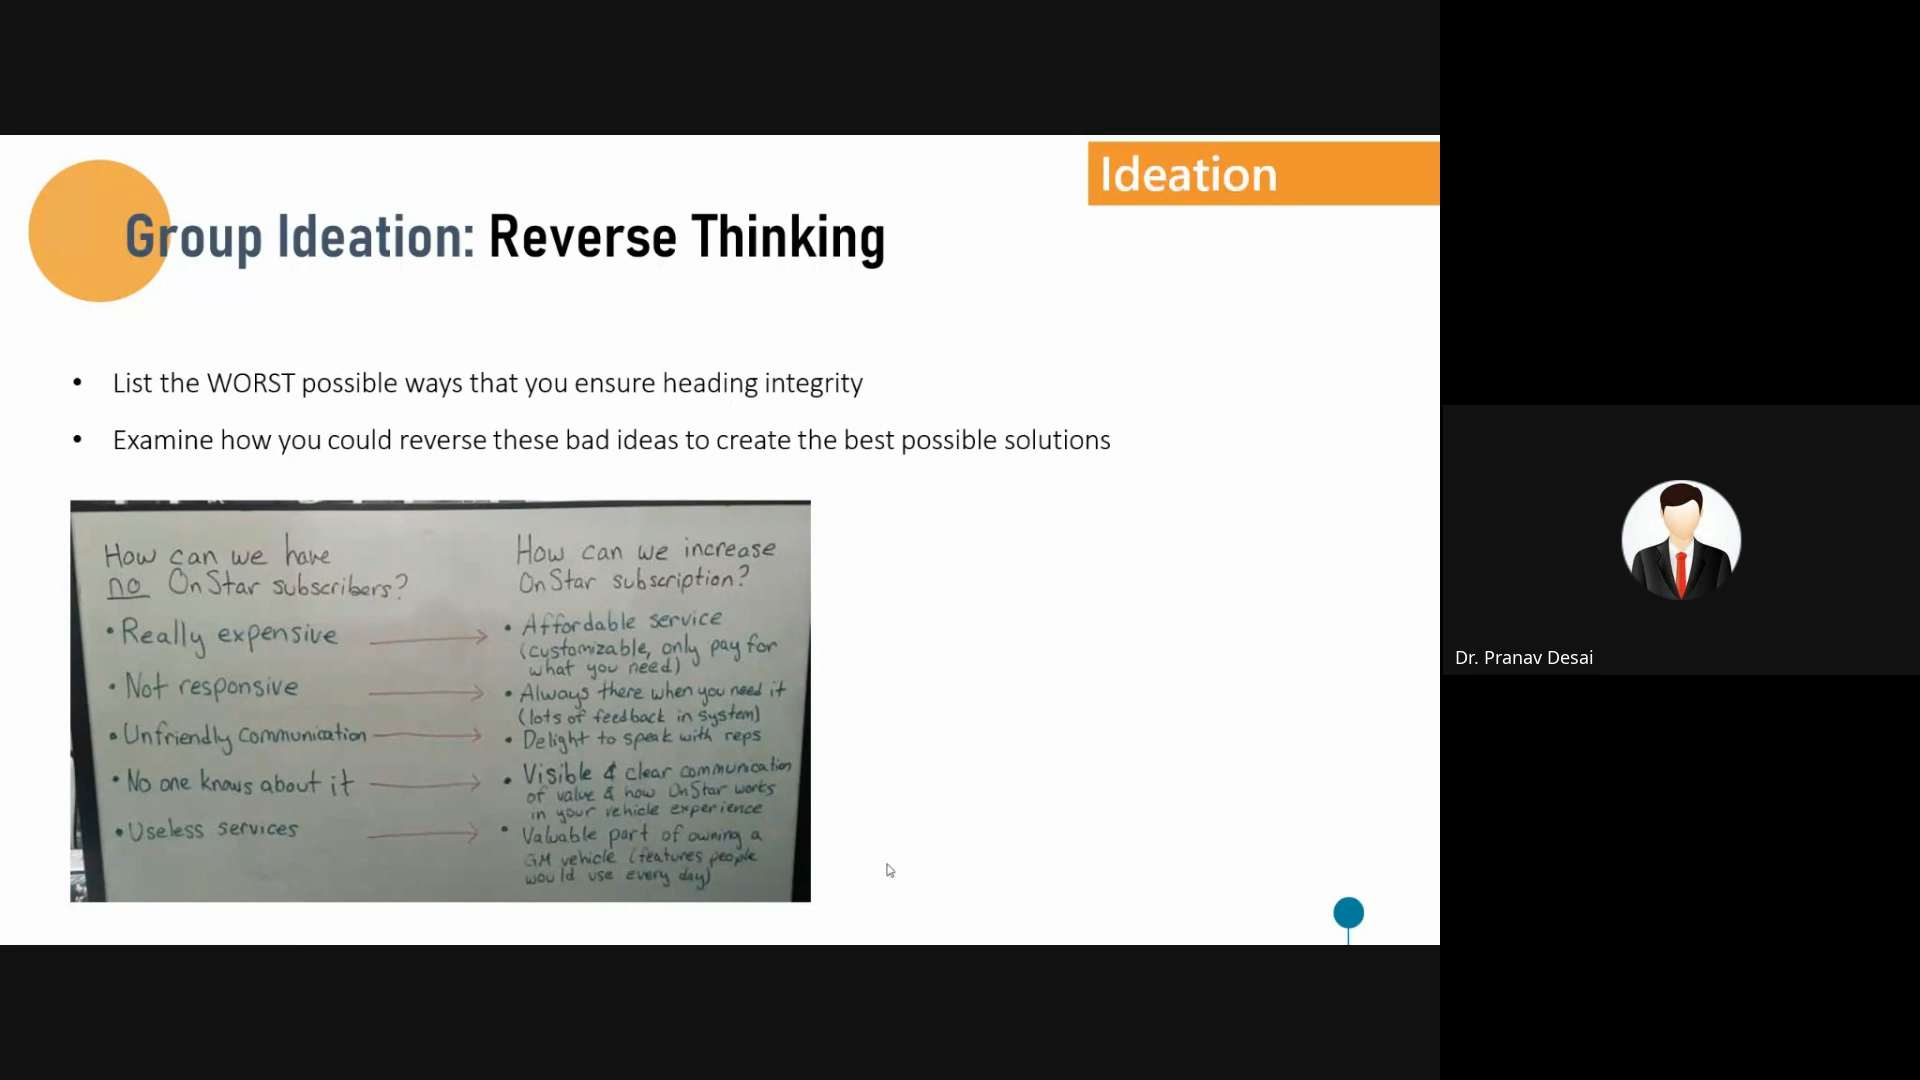 Ideation
Group Ideation: Reverse Thinking
• List the WORST possible ways that you ensure heading integrity
• Examine how you could reverse these bad ideas to create the best possible solutions
How can we have
no OnStar subscribers?
• Really expensive
• Not responsive
• Unfriendly Communication
• No one knows about it
• Useless services
How can we increase
OnStar subscription?
• Affordable service
(customizable, only pay for
what you need)
• Always there when you need it
(lots of feedback in system)
• Delight to speak with reps
• Visible & clear communication
of value & how OnStar works
in your vehicle experience
• Valuable part of owning a
GM vehicle (features people
would use every day)
Dr. Pranav Desai